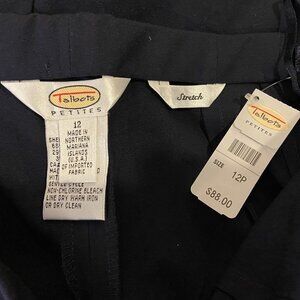 Talbots
PETITES
12
MADE IN
NORTHERN
MARIANA
ISLANDS
(U.S.A.)
OF IMPORTED
FABRIC
NON-CHLORINE BLEACH
LINE DRY WARM IRON
OR DRY CLEAN
Stretch
Talbots
PETITES
SIZE
12P
$88.00